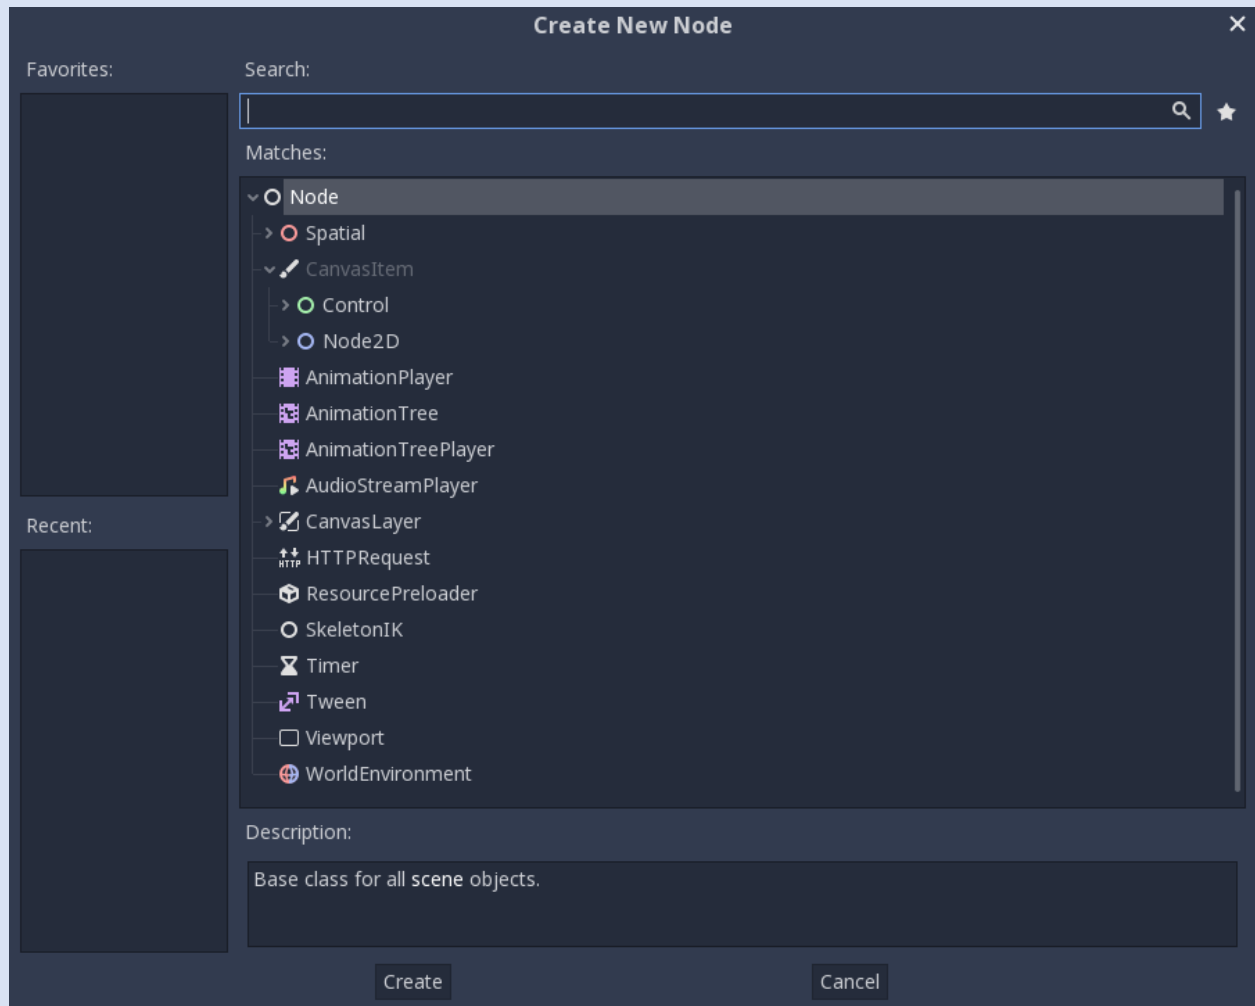 Create New Node
Favorites:
Search:
Matches:
Node
Spatial
CanvasItem
Control
Node2D
AnimationPlayer
AnimationTree
AnimationTreePlayer
AudioStreamPlayer
Recent:
CanvasLayer
HTTP HTTPRequest
ResourcePreloader
SkeletonIK
Timer
Tween
Viewport
WorldEnvironment
Description:
Base class for all scene objects.
Create
Cancel